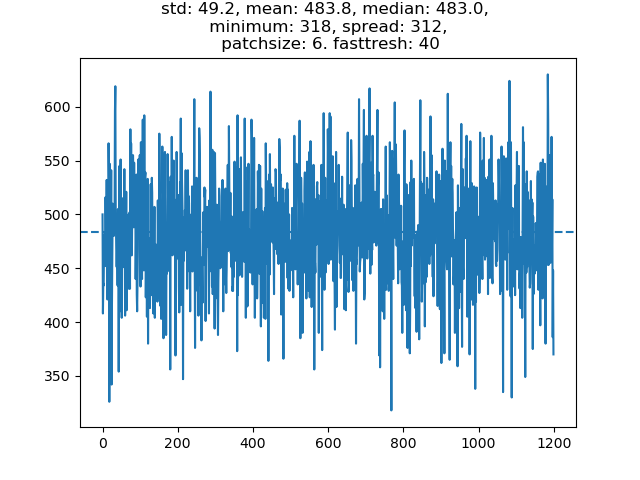 std: 49.2, mean: 483.8, median: 483.0,
minimum: 318, spread: 312,
patchsize: 6. fasttresh: 40
600
550
500
450
400
350
0 200 400 600 800 1000 1200